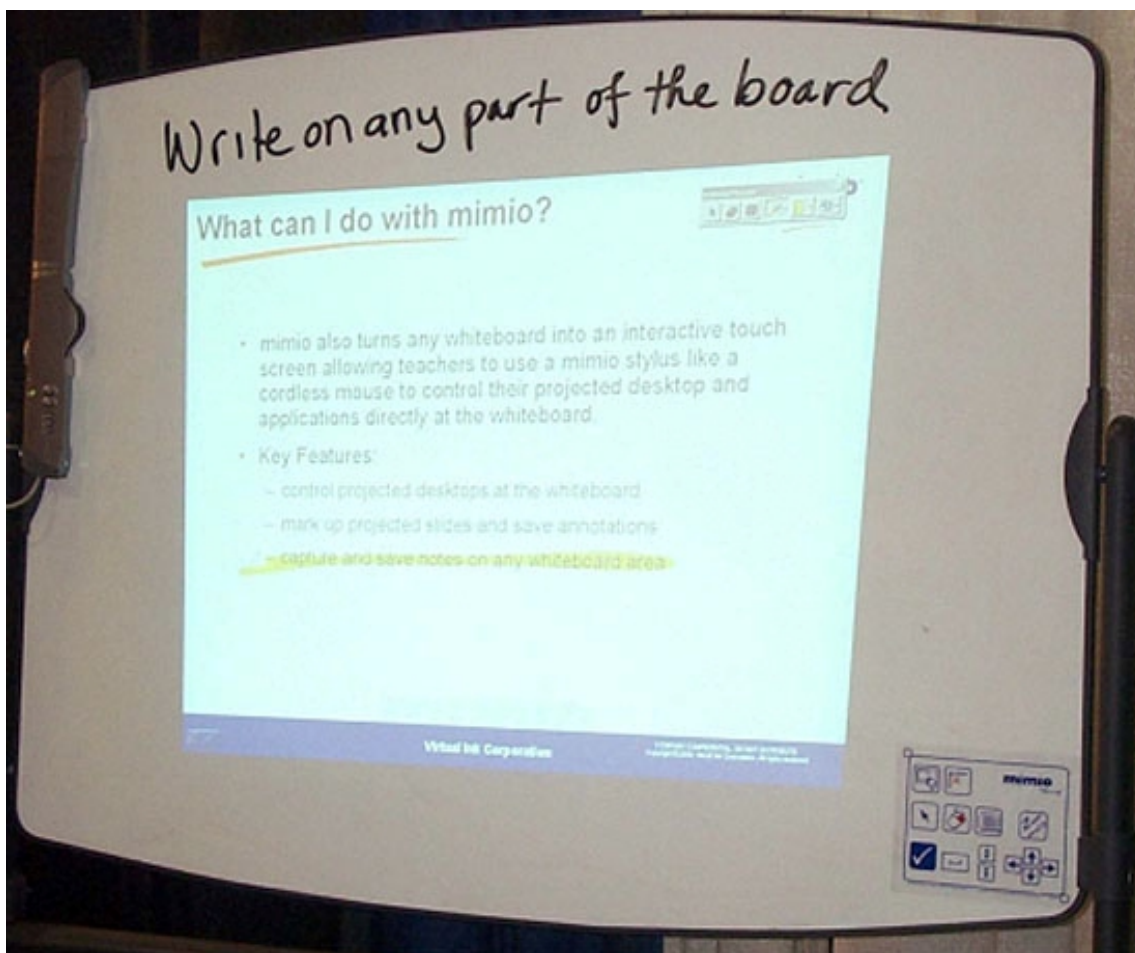 Write on any part of the board
What can I do with mimio?
• mimio also turns any whiteboard into an interactive touch
screen allowing teachers to use a mimio stylus like a
cordless mouse to control their projected desktop and
applications directly at the whiteboard.
• Key Features:
– control projected desktops at the whiteboard
– mark up projected slides and save annotations
– capture and save notes on any whiteboard area
Virtual Ink Corporation
mimio